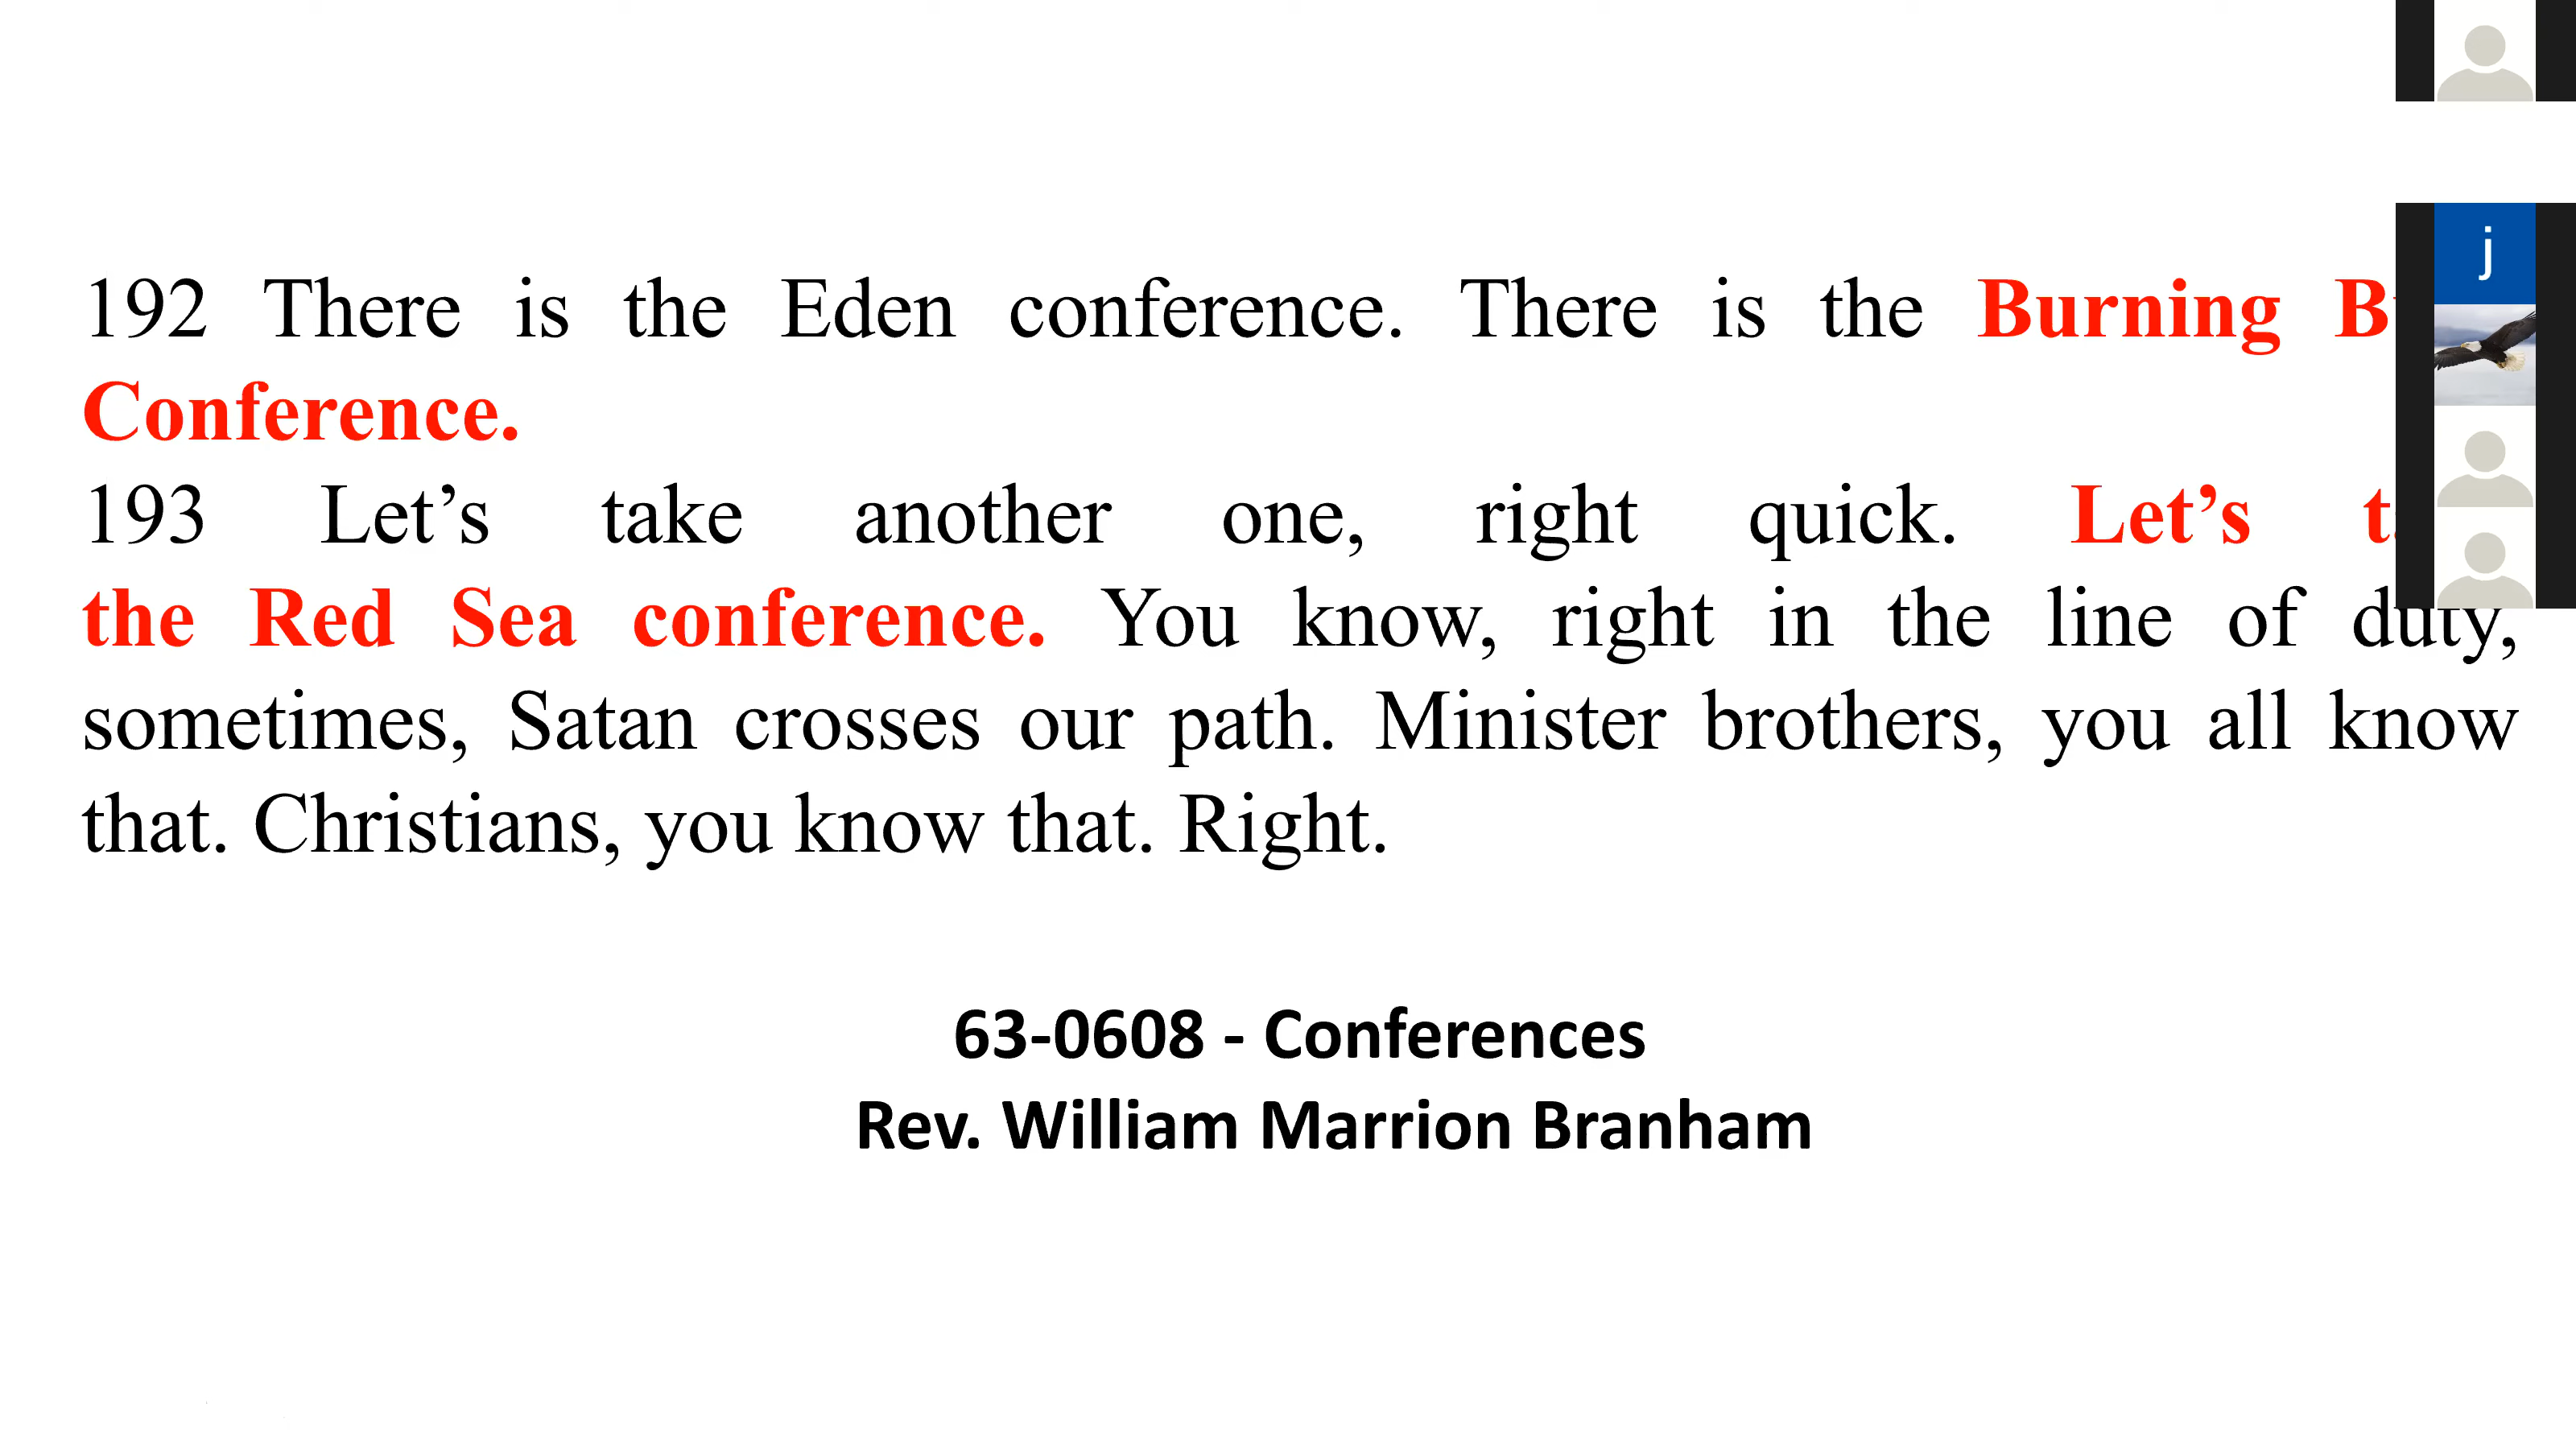 192 There is the Eden conference. There is the Burning
Conference.
193 Let’s take another one, right quick. Let’s
the Red Sea conference. You know, right in the line of duty,
sometimes, Satan crosses our path. Minister brothers, you all know
that. Christians, you know that. Right.
63-0608 - Conferences
Rev. William Marrion Branham
j